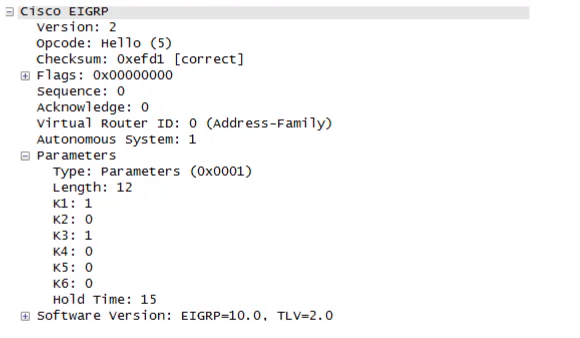 Cisco EIGRP
Version: 2
Opcode: Hello (5)
Checksum: 0xefd1 [correct]
Flags: 0x00000000
Sequence: 0
Acknowledge: 0
Virtual Router ID: 0 (Address-Family)
Autonomous System: 1
Parameters
Type: Parameters (0x0001)
Length: 12
K1: 1
K2: 0
K3: 1
K4: 0
K5: 0
K6: 0
Hold Time: 15
Software Version: EIGRP=10.0, TLV=2.0